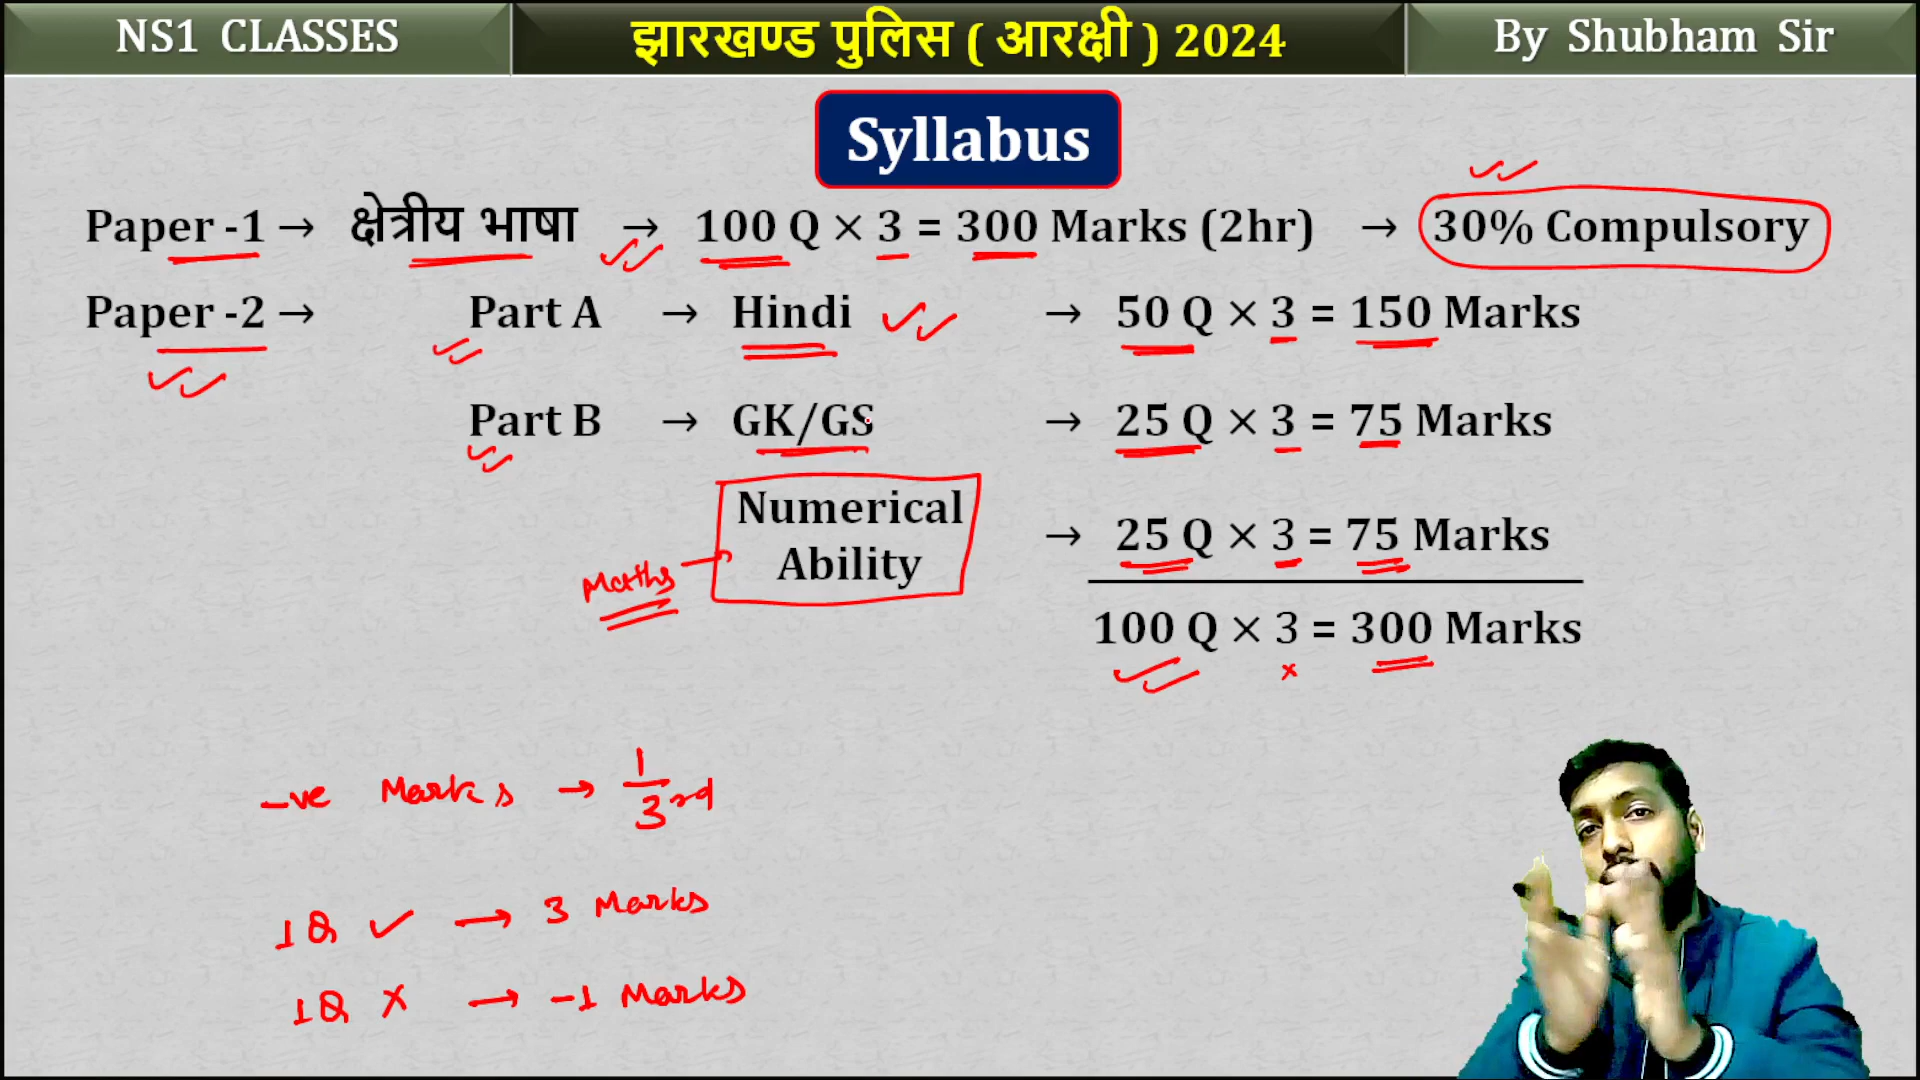 NS1 CLASSES
झारखण्ड पुलिस ( आरक्षी ) 2024
By Shubham Sir
Syllabus
Paper -1 → क्षेत्रीय भाषा → 100 Q × 3 = 300 Marks (2hr) → 30% Compulsory
Paper -2 → Part A → Hindi → 50 Q × 3 = 150 Marks
Part B → GK/GS → 25 Q × 3 = 75 Marks
Numerical
Ability
→ 25 Q × 3 = 75 Marks
Maths
100 Q × 3 = 300 Marks
-ve Marks → 1/3 rd
1Q ✓ → 3 Marks
1Q × → -1 Marks